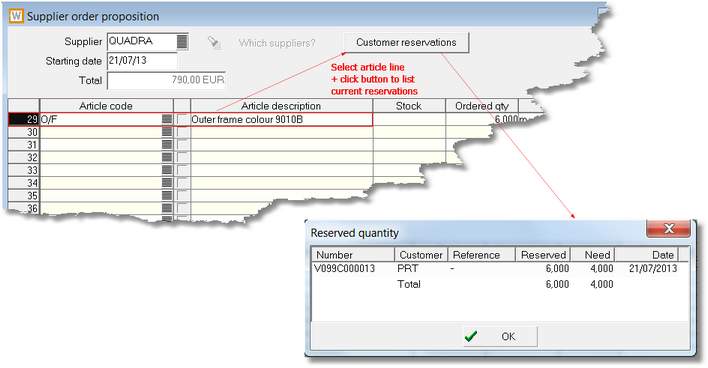 W Supplier order proposition
Supplier QUADRA Which suppliers? Customer reservations
Starting date 21/07/13
Total 790,00 EUR
Select article line
+ click button to list
current reservations
Article code Article description Stock Ordered qty
29 O/F Outer frame colour 9010B 6,000 m
30
31
32
33
34
35
36
Reserved quantity
Number Customer Reference Reserved Need Date
V099C000013 PRT - 6,000 4,000 21/07/2013
Total 6,000 4,000
OK